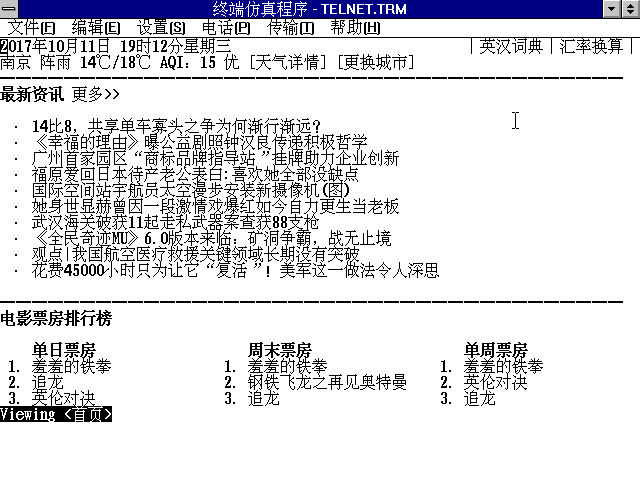 终端仿真程序 - TELNET.TRM
文件(F) 编辑(E) 设置(S) 电话(P) 传输(T) 帮助(H)
2017年10月11日 19时12分星期三 |英汉词典|汇率换算|
南京 阵雨 14℃/18℃ AQI: 15 优 [天气详情] [更换城市]
最新资讯 更多>>
· 14比8，共享单车寡头之争为何渐行渐远？
· 《幸福的理由》曝公益剧照钟汉良传递积极哲学
· 广州首家园区“商标品牌指导站”挂牌助力企业创新
· 福原爱回日本待产老公表白:喜欢她全部没缺点
· 国际空间站宇航员太空漫步安装新摄像机(图)
· 她身世显赫曾因一段激情戏爆红如今自力更生当老板
· 武汉海关破获11起走私武器案查获88支枪
· 《全民奇迹MU》6.0版本来临：矿洞争霸，战无止境
· 观点|我国航空医疗救援关键领域长期没有突破
· 花费45000小时只为让它“复活”！美军这一做法令人深思
电影票房排行榜
单日票房 周末票房 单周票房
1. 羞羞的铁拳 1. 羞羞的铁拳 1. 羞羞的铁拳
2. 追龙 2. 钢铁飞龙之再见奥特曼 2. 英伦对决
3. 英伦对决 3. 追龙 3. 追龙
Viewing <首页>